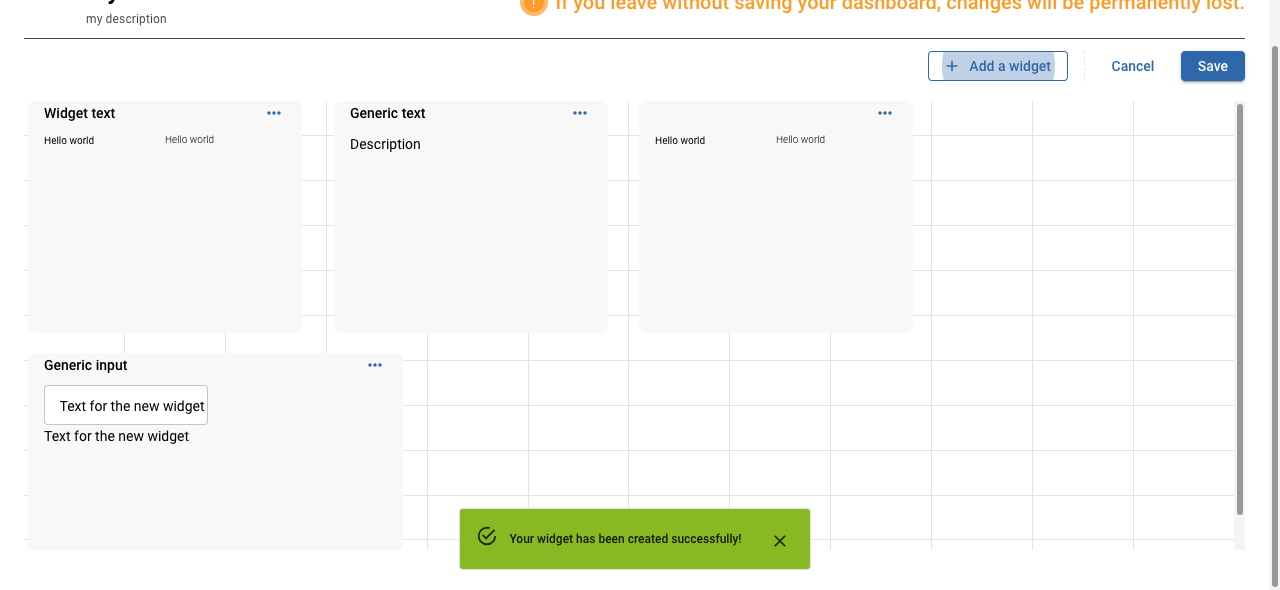 If you leave without saving your dashboard, changes will be permanently lost.
my description
Add a widget
Cancel
Save
Widget text
Hello world
Hello world
Generic text
Description
Hello world
Hello world
Generic input
Text for the new widget
Text for the new widget
Your widget has been created successfully!